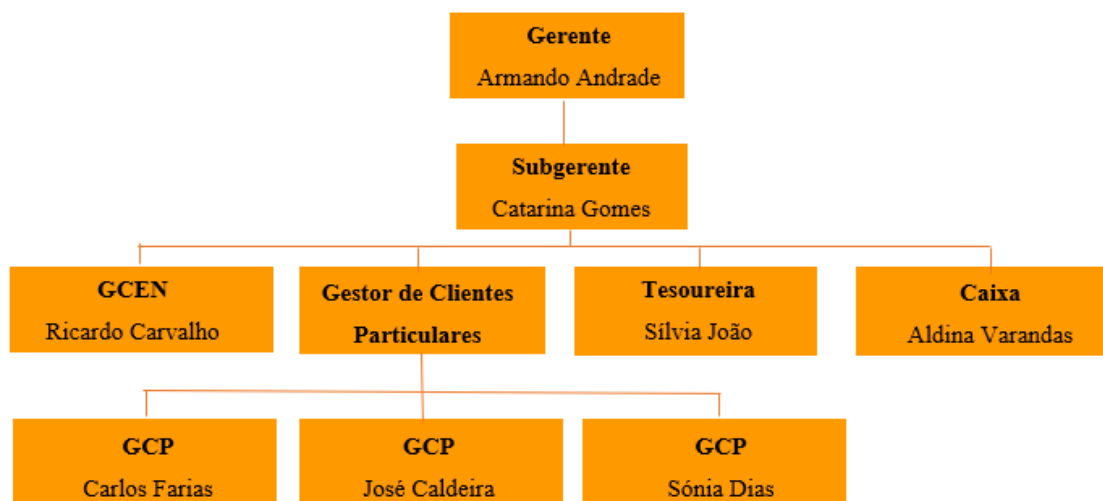 Gerente
Armando Andrade
Subgerente
Catarina Gomes
GCEN
Ricardo Carvalho
Gestor de Clientes
Particulares
Tesoureira
Sílvia João
Caixa
Aldina Varandas
GCP
Carlos Farias
GCP
José Caldeira
GCP
Sónia Dias